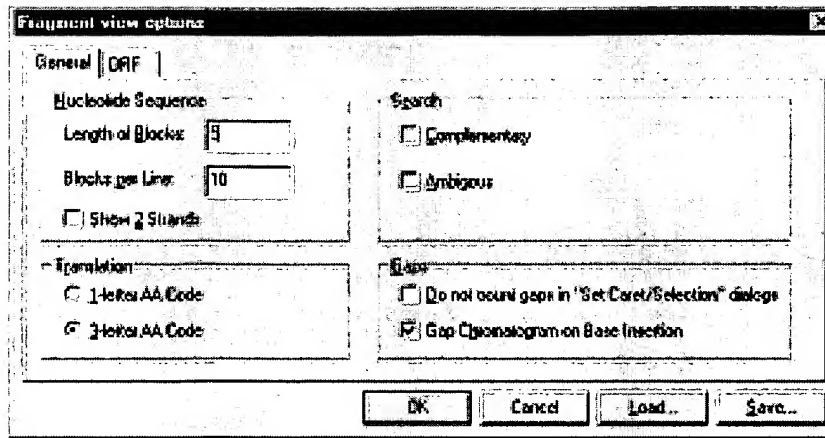 Fragment view options
General ORF
Nucleotide Sequence
Length of Blocks: 5
Blocks per Line: 10
Show 2 Strands
Search
Complementary
Ambigous
Translation
1-letter AA Code
3-letter AA Code
Gaps
Do not count gaps in "Set Caret/Selection" dialogs
Gap Chromatogram on Base Insertion
OK Cancel Load... Save...